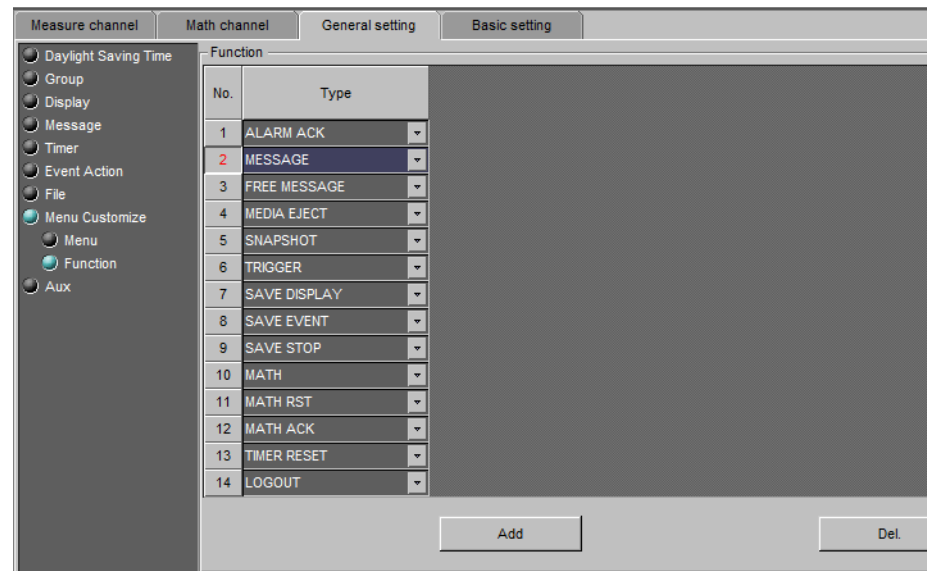 Measure channel Math channel General setting Basic setting
Daylight Saving Time
Group
Display
Message
Timer
Event Action
File
Menu Customize
Menu
Function
Aux
Function
No. Type
1 ALARM ACK
2 MESSAGE
3 FREE MESSAGE
4 MEDIA EJECT
5 SNAPSHOT
6 TRIGGER
7 SAVE DISPLAY
8 SAVE EVENT
9 SAVE STOP
10 MATH
11 MATH RST
12 MATH ACK
13 TIMER RESET
14 LOGOUT
Add Del.